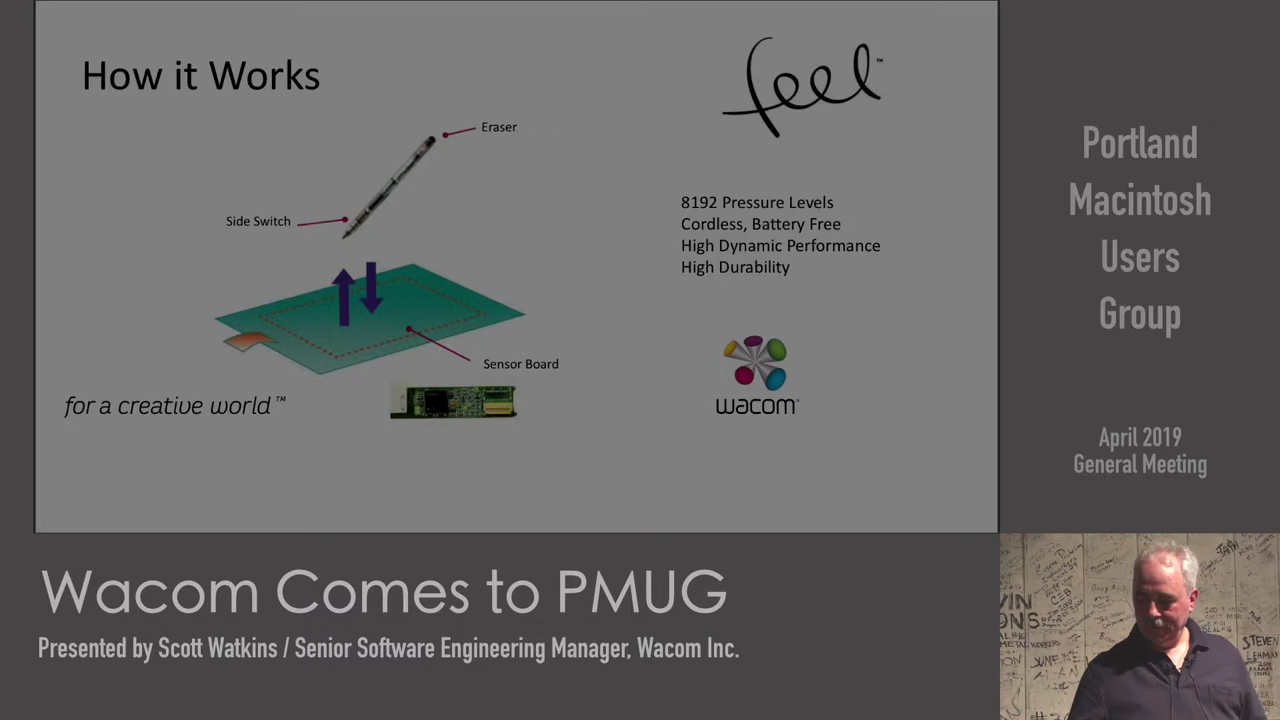 How it Works
feel™
Eraser
Side Switch
8192 Pressure Levels
Cordless, Battery Free
High Dynamic Performance
High Durability
Sensor Board
for a creative world™
wacom®
Portland
Macintosh
Users
Group
April 2019
General Meeting
Wacom Comes to PMUG
Presented by Scott Watkins / Senior Software Engineering Manager, Wacom Inc.
STEVEN
LEHMAN